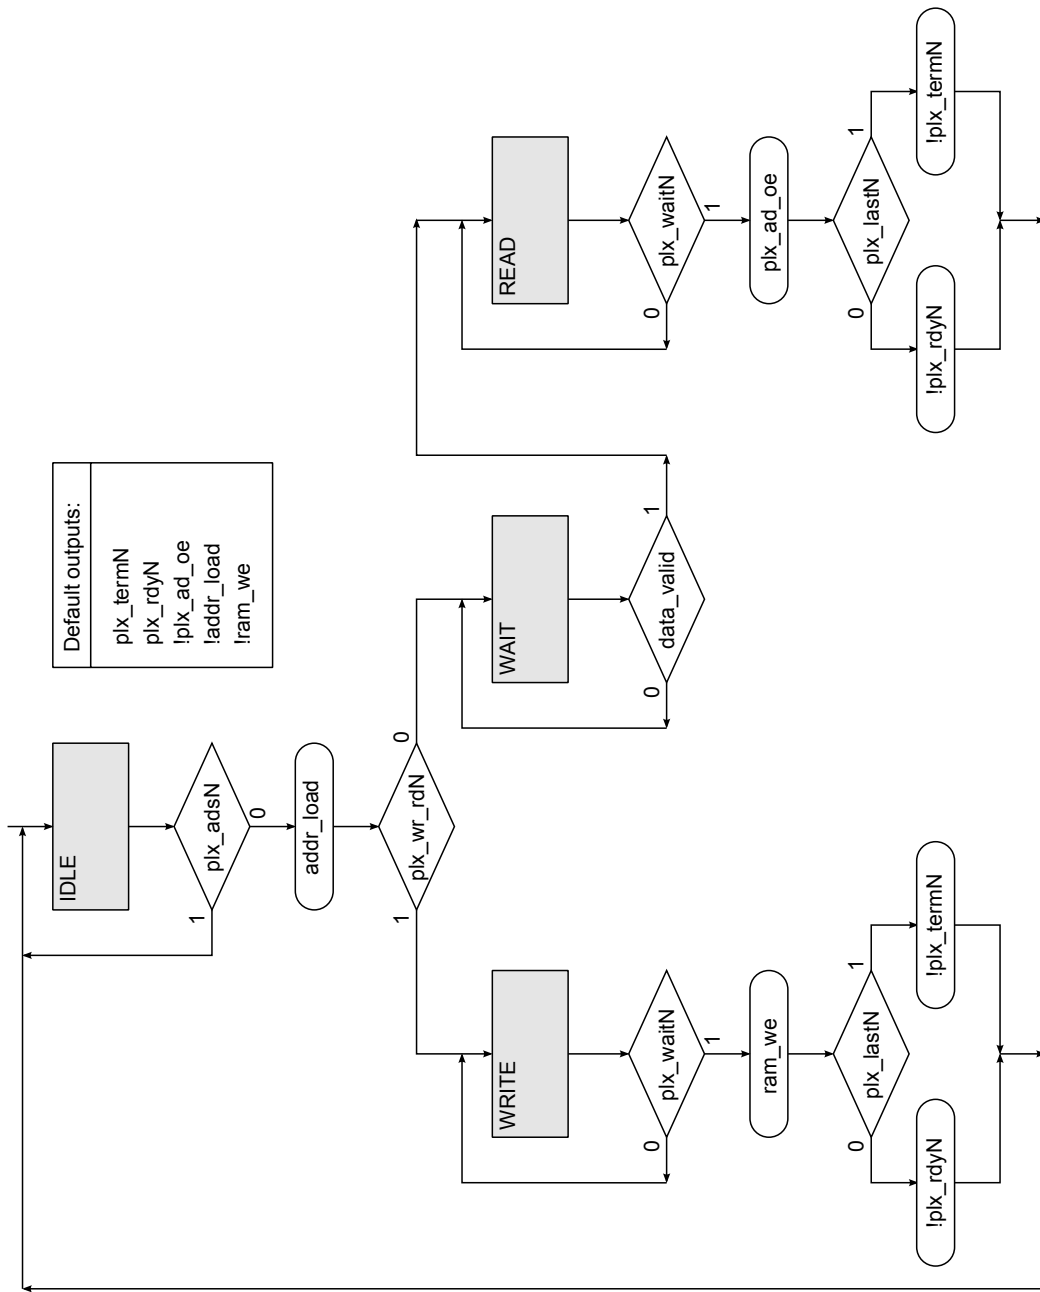 IDLE
plx_adsN
1
0
addr_load
plx_wr_rdN
1
0
Default outputs:
plx_termN
plx_rdyN
!plx_ad_oe
!addr_load
!ram_we
WRITE
plx_waitN
0
1
ram_we
plx_lastN
0
1
!plx_rdyN
!plx_termN
WAIT
data_valid
0
1
READ
plx_waitN
0
1
plx_ad_oe
plx_lastN
0
1
!plx_rdyN
!plx_termN